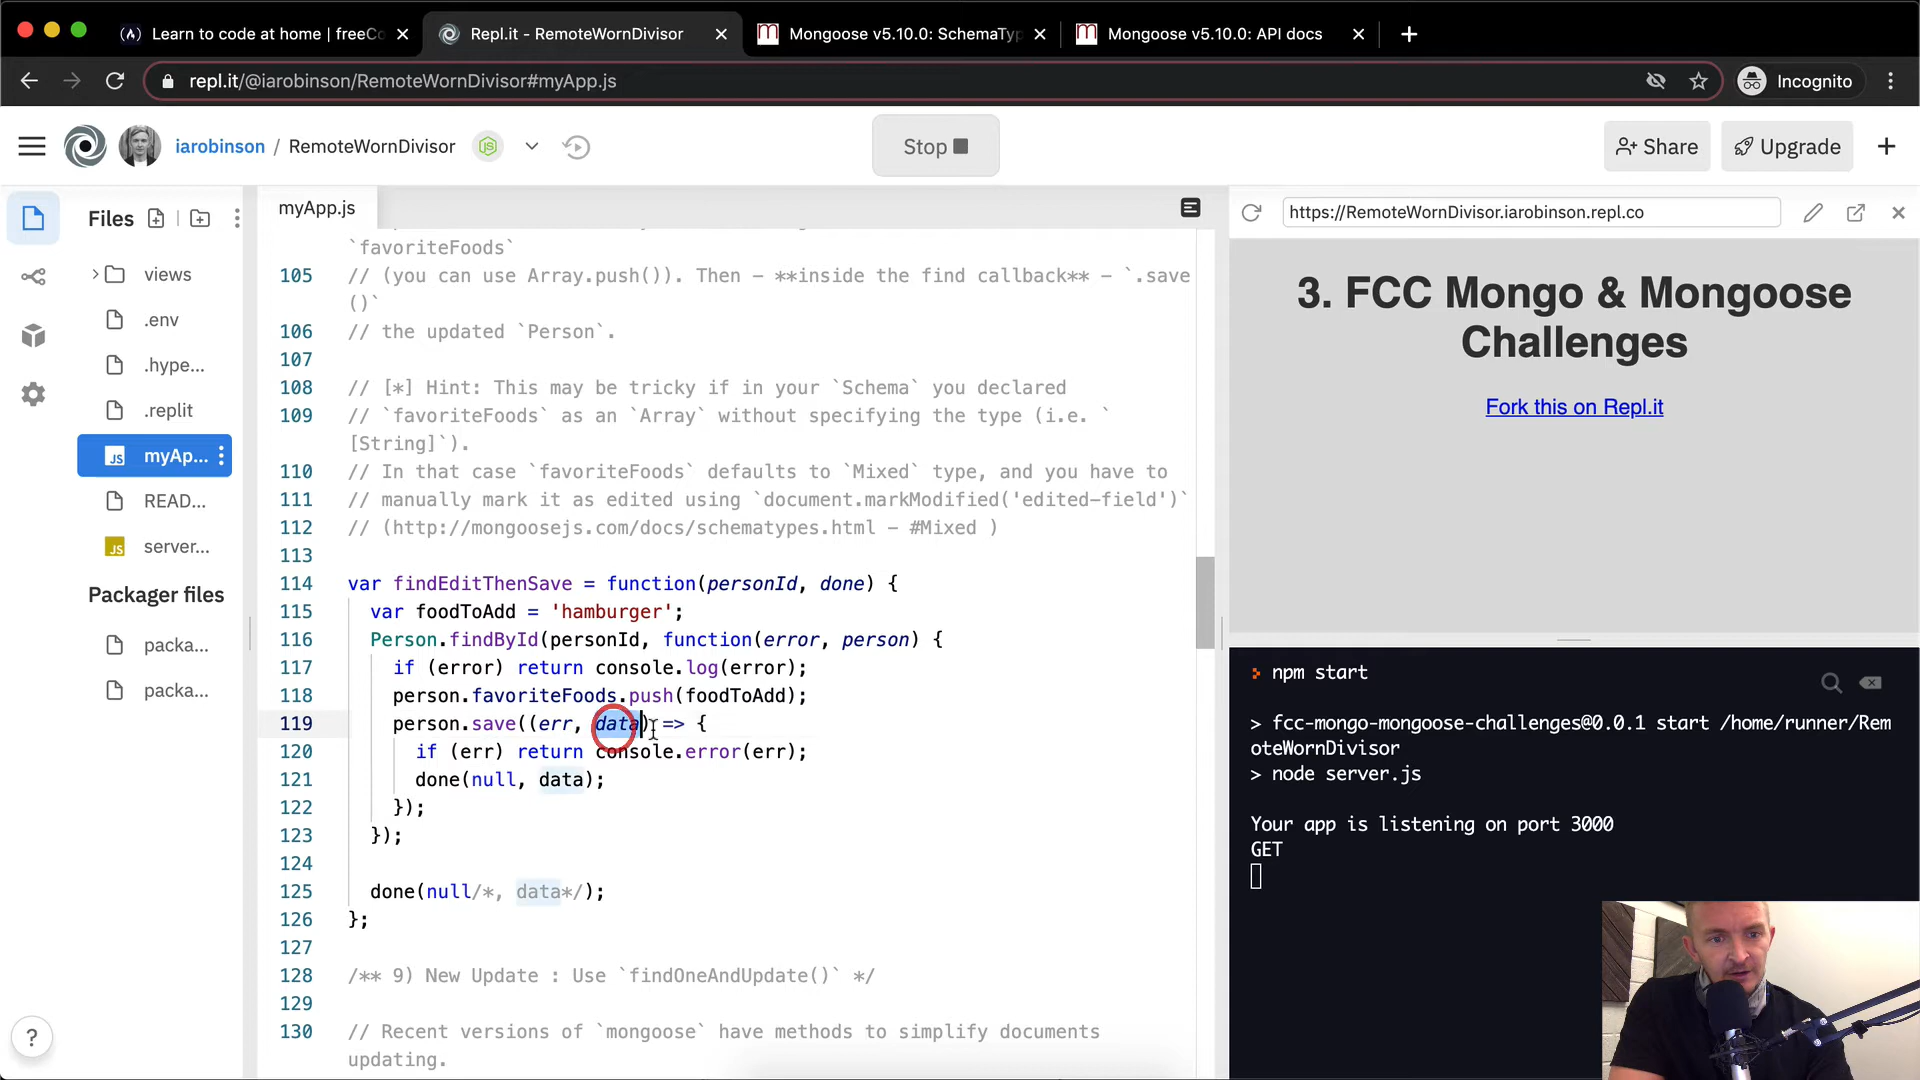 Learn to code at home | freeCo
Repl.it - RemoteWornDivisor
Mongoose v5.10.0: SchemaTyp
Mongoose v5.10.0: API docs
repl.it/@iarobinson/RemoteWornDivisor#myApp.js
Incognito
iarobinson / RemoteWornDivisor
Stop
Share
Upgrade
Files
views
.env
.hype...
.replit
JS myAp...
READ...
JS server...
Packager files
packa...
packa...
?
myApp.js
`favoriteFoods`
105 // (you can use Array.push()). Then - **inside the find callback** - `.save
()`
106 // the updated `Person`.
107
108 // [*] Hint: This may be tricky if in your `Schema` you declared
109 // `favoriteFoods` as an `Array` without specifying the type (i.e. `
[String]`).
110 // In that case `favoriteFoods` defaults to `Mixed` type, and you have to
111 // manually mark it as edited using `document.markModified('edited-field')`
112 // (http://mongoosejs.com/docs/schematypes.html - #Mixed )
113
114 var findEditThenSave = function(personId, done) {
115 var foodToAdd = 'hamburger';
116 Person.findById(personId, function(error, person) {
117 if (error) return console.log(error);
118 person.favoriteFoods.push(foodToAdd);
119 person.save((err, data) => {
120 if (err) return console.error(err);
121 done(null, data);
122 });
123 });
124
125 done(null/*, data*/);
126 };
127
128 /** 9) New Update : Use `findOneAndUpdate()` */
129
130 // Recent versions of `mongoose` have methods to simplify documents
updating.
https://RemoteWornDivisor.iarobinson.repl.co
3. FCC Mongo & Mongoose
Challenges
Fork this on Repl.it
npm start
> fcc-mongo-mongoose-challenges@0.0.1 start /home/runner/Rem
oteWornDivisor
> node server.js
Your app is listening on port 3000
GET